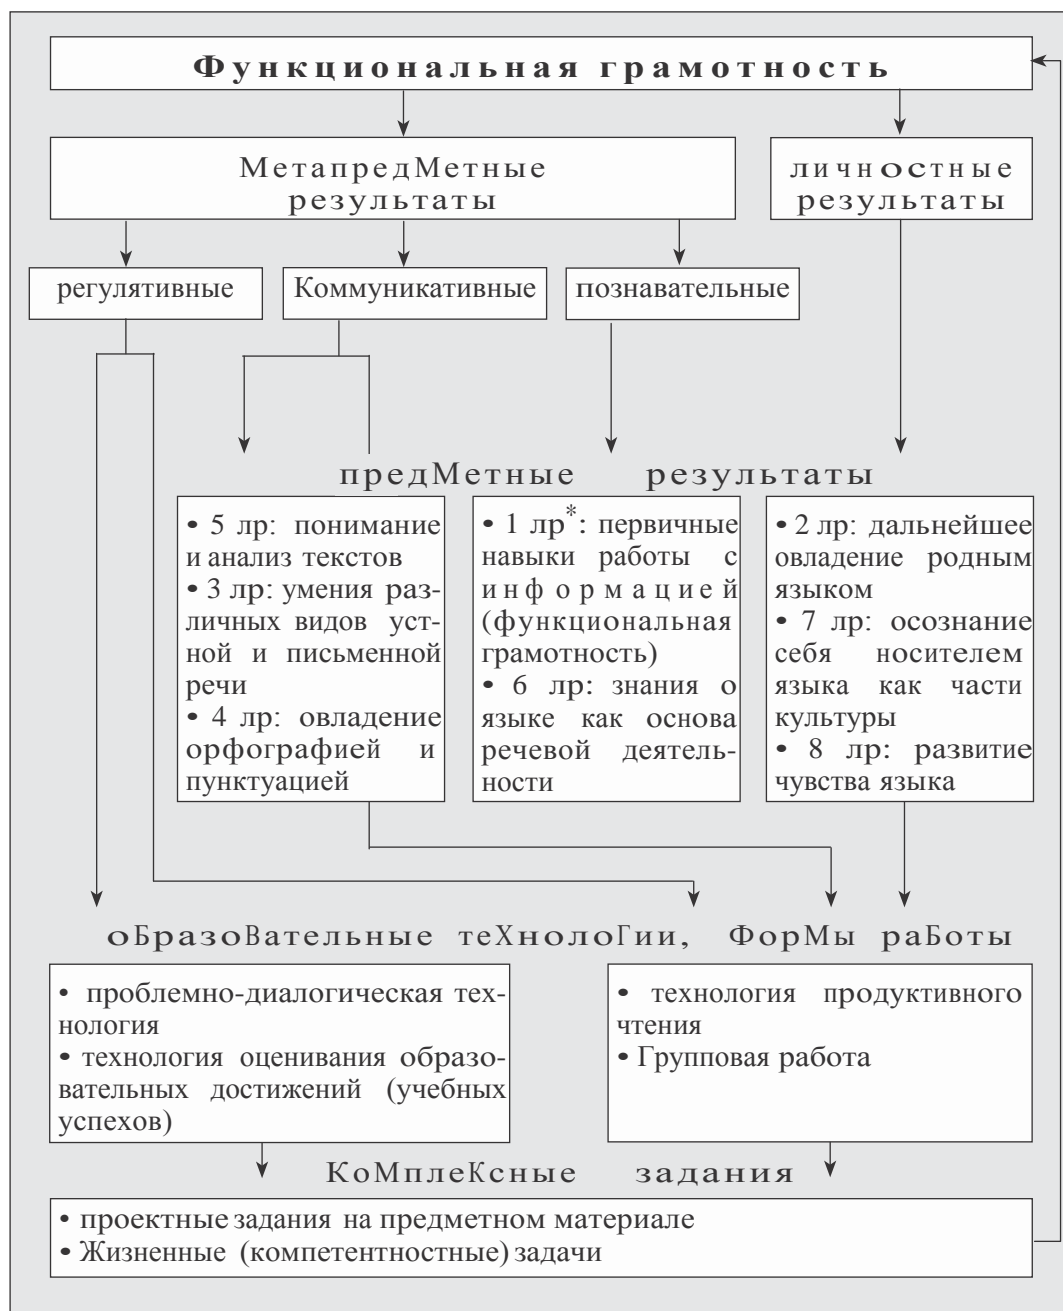 Функциональная грамотность
МетапредМетные
результаты
личностные
результаты
регулятивные
Коммуникативные
познавательные
предМетные результаты
• 5 лр: понимание
и анализ текстов
• 3 лр: умения раз-
личных видов уст-
ной и письменной
речи
• 4 лр: овладение
орфографией и
пунктуацией
• 1 лр*: первичные
навыки работы с
информацией
(функциональная
грамотность)
• 6 лр: знания о
языке как основа
речевой деятель-
ности
• 2 лр: дальнейшее
овладение родным
языком
• 7 лр: осознание
себя носителем
языка как части
культуры
• 8 лр: развитие
чувства языка
оБразоВательные теХнолоГии, ФорМы раБоты
• проблемно-диалогическая тех-
нология
• технология оценивания образо-
вательных достижений (учебных
успехов)
• технология продуктивного
чтения
• Групповая работа
КоМплеКсные задания
• проектные задания на предметном материале
• Жизненные (компетентностные) задачи